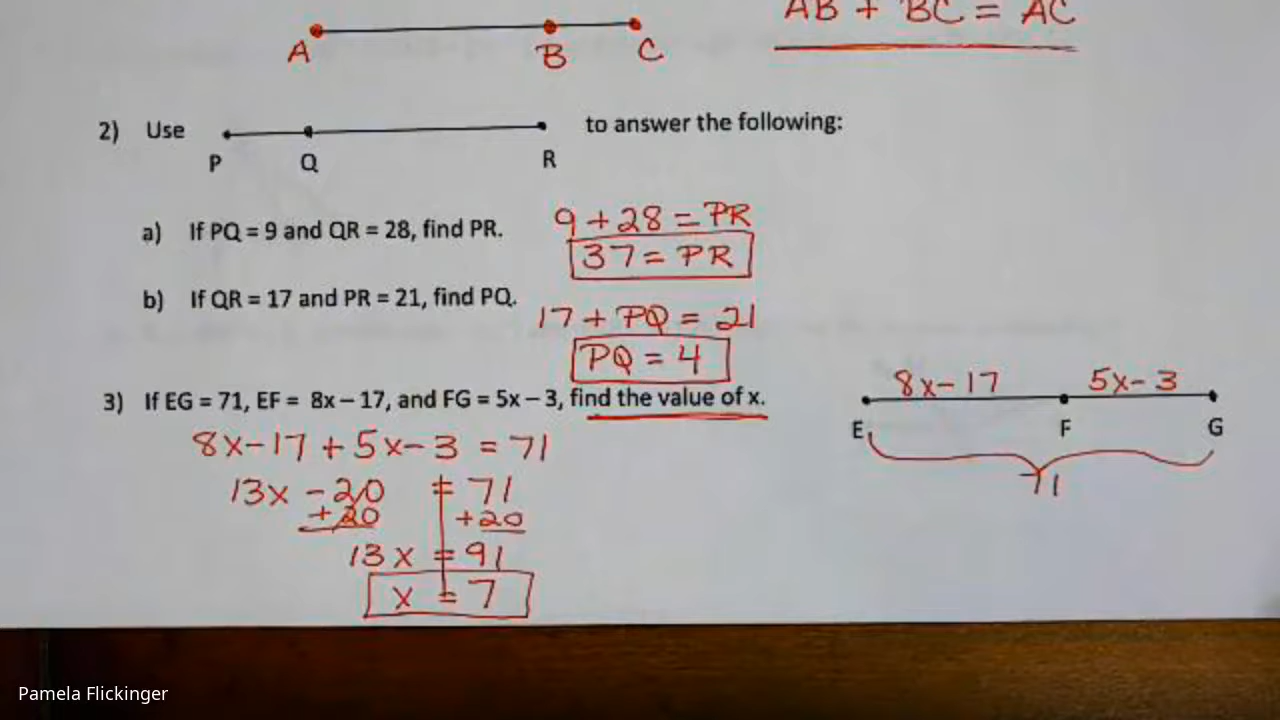 AB + BC = AC
A B C
2) Use to answer the following:
P Q R
a) If PQ = 9 and QR = 28, find PR.
9 + 28 = PR
37 = PR
b) If QR = 17 and PR = 21, find PQ.
17 + PQ = 21
PQ = 4
3) If EG = 71, EF = 8x – 17, and FG = 5x – 3, find the value of x.
8x - 17 5x - 3
E F G
71
8x - 17 + 5x - 3 = 71
13x - 20 = 71
+20 +20
13x = 91
x = 7
Pamela Flickinger